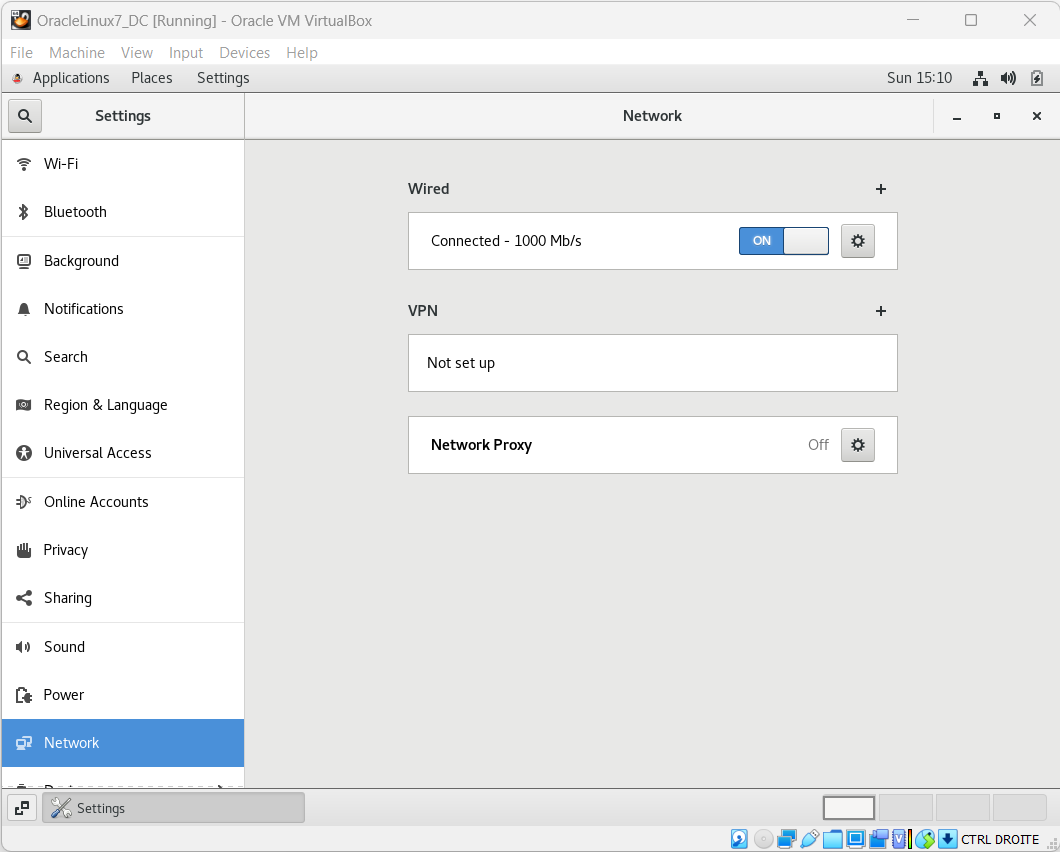 OracleLinux7_DC [Running] - Oracle VM VirtualBox
File Machine View Input Devices Help
Applications Places Settings Sun 15:10
Settings Network
Wi-Fi
Bluetooth
Background
Notifications
Search
Region & Language
Universal Access
Online Accounts
Privacy
Sharing
Sound
Power
Network
Wired +
Connected - 1000 Mb/s ON
VPN +
Not set up
Network Proxy Off
Settings
CTRL DROITE